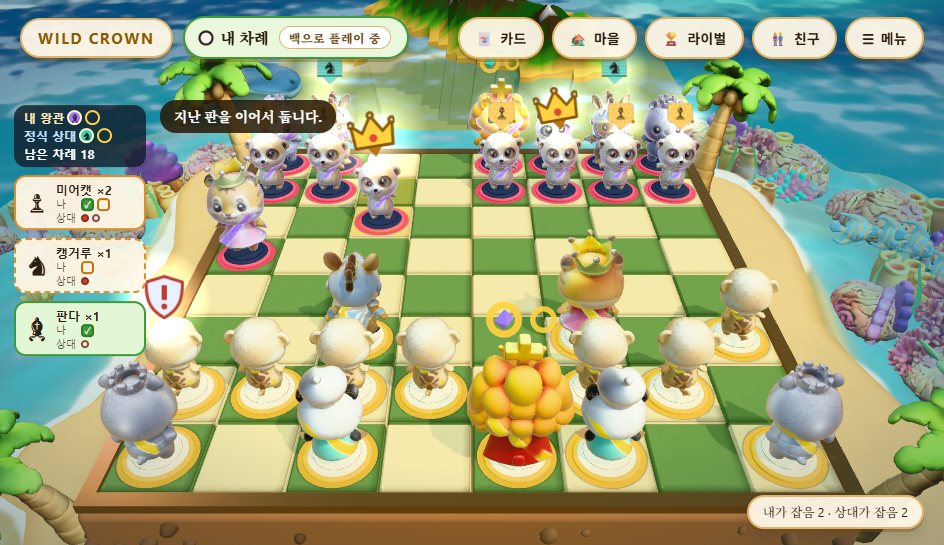 WILD CROWN
내 차례
백으로 플레이 중
카드
마을
라이벌
친구
☰ 메뉴
지난 판을 이어서 둡니다.
내 왕관
정식 상대
남은 차례 18
미어캣 ×2
나
상대
캥거루 ×1
나
상대
판다 ×1
나
상대
내가 잡음 2 · 상대가 잡음 2